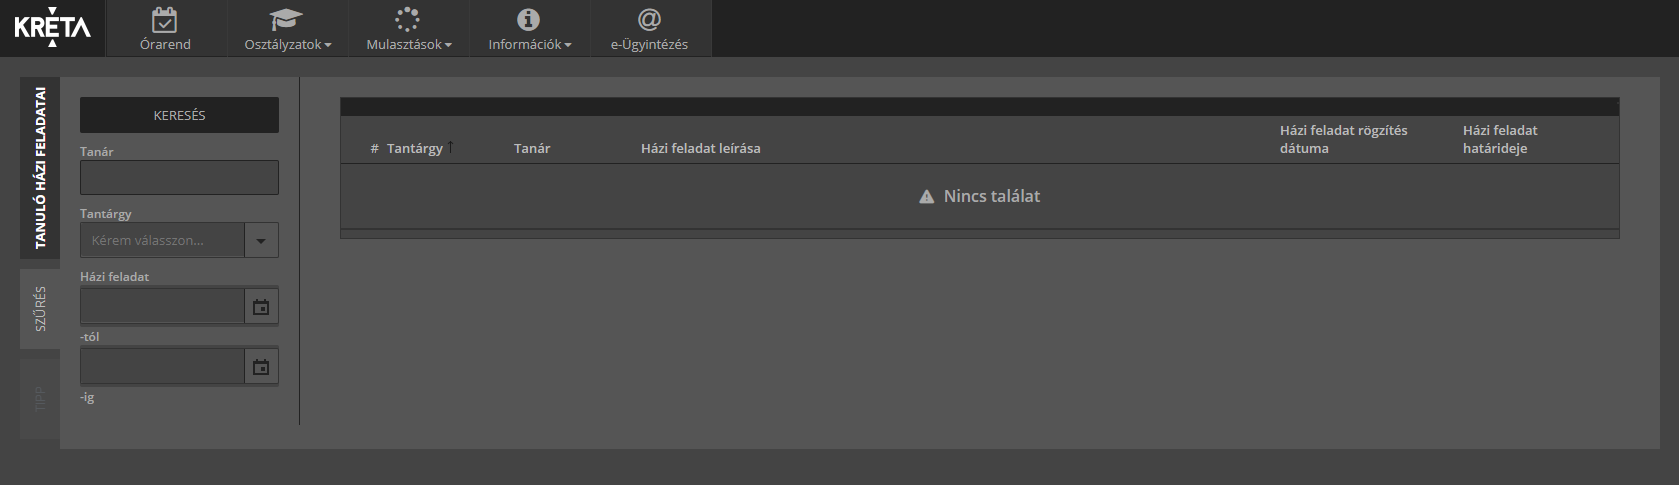 KRÉTA
Órarend
Osztályzatok
Mulasztások
Információk
e-Ügyintézés
TANULÓ HÁZI FELADATAI
SZŰRÉS
TIPP
KERESÉS
Tanár
Tantárgy
Kérem válasszon...
Házi feladat
-tól
-ig
# Tantárgy ↑ Tanár Házi feladat leírása
Házi feladat rögzítés
dátuma
Házi feladat
határideje
Nincs találat